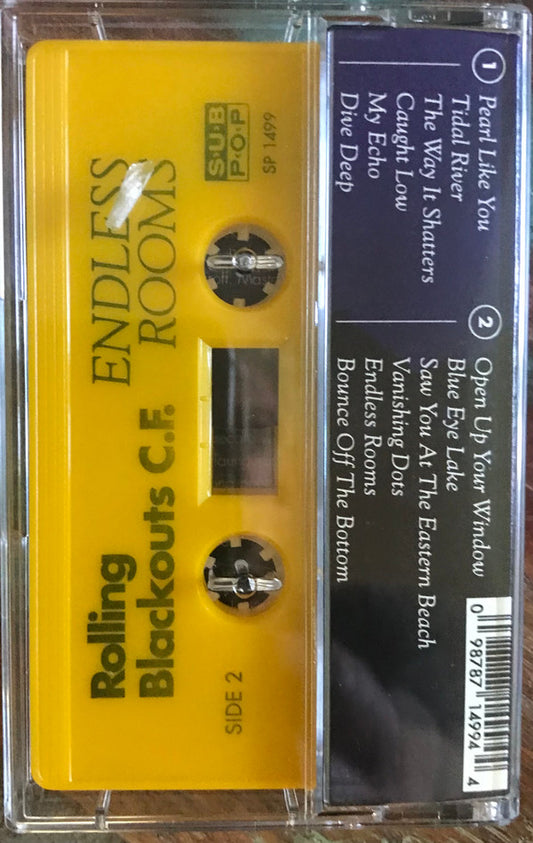 1
Pearl Like You
Tidal River
The Way It Shatters
Caught Low
My Echo
Dive Deep
2
Open Up Your Window
Blue Eye Lake
Saw You At The Eastern Beach
Vanishing Dots
Endless Rooms
Bounce Off The Bottom
0 98787 14994 4
SUB
POP
SP 1499
ENDLESS
ROOMS
Rolling
Blackouts C.F.
SIDE 2